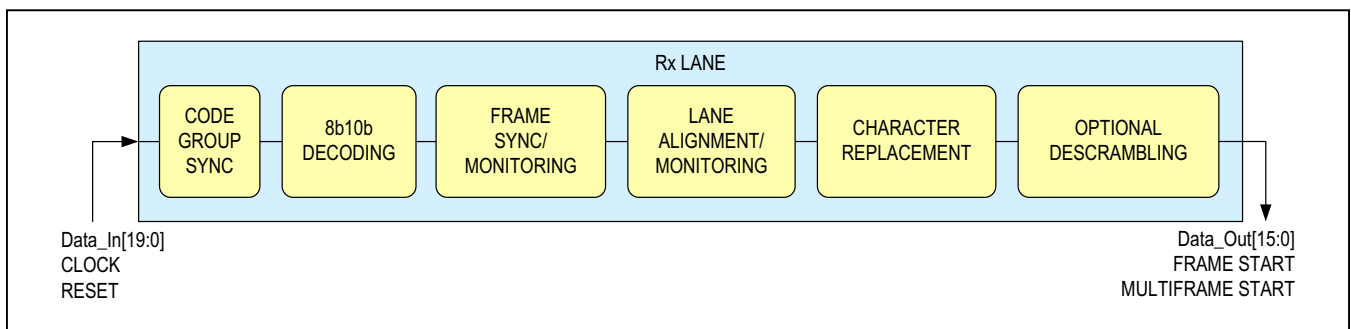 Rx LANE
CODE
GROUP
SYNC
8b10b
DECODING
FRAME
SYNC/
MONITORING
LANE
ALIGNMENT/
MONITORING
CHARACTER
REPLACEMENT
OPTIONAL
DESCRAMBLING
Data_In[19:0]
CLOCK
RESET
Data_Out[15:0]
FRAME START
MULTIFRAME START